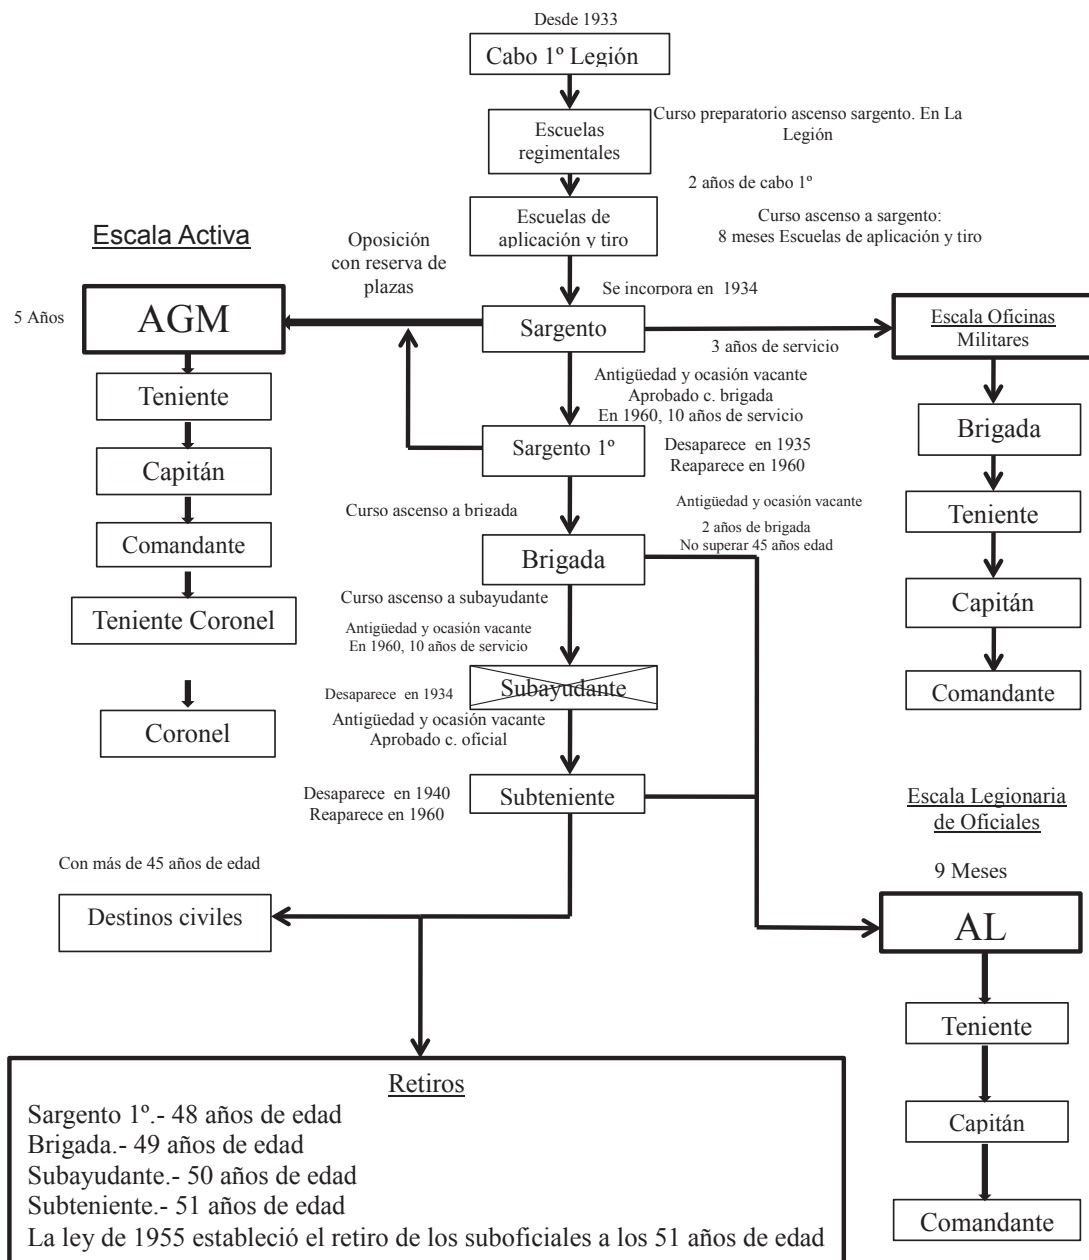 Desde 1933
Cabo 1º Legión
Curso preparatorio ascenso sargento. En La
Legión
Escuelas
regimentales
2 años de cabo 1º
Escuelas de
aplicación y tiro
Curso ascenso a sargento:
8 meses Escuelas de aplicación y tiro
Escala Activa
Oposición
con reserva de
plazas
Se incorpora en 1934
5 Años
AGM
Sargento
3 años de servicio
Escala Oficinas
Militares
Teniente
Antigüedad y ocasión vacante
Aprobado c. brigada
En 1960, 10 años de servicio
Brigada
Capitán
Sargento 1º
Desaparece en 1935
Reaparece en 1960
Curso ascenso a brigada
Antigüedad y ocasión vacante
2 años de brigada
No superar 45 años edad
Teniente
Comandante
Brigada
Capitán
Teniente Coronel
Curso ascenso a subayudante
Antigüedad y ocasión vacante
En 1960, 10 años de servicio
Subayudante
Desaparece en 1934
Comandante
Coronel
Antigüedad y ocasión vacante
Aprobado c. oficial
Desaparece en 1940
Reaparece en 1960
Subteniente
Escala Legionaria
de Oficiales
Con más de 45 años de edad
9 Meses
Destinos civiles
AL
Teniente
Capitán
Comandante
Retiros
Sargento 1º.- 48 años de edad
Brigada.- 49 años de edad
Subayudante.- 50 años de edad
Subteniente.- 51 años de edad
La ley de 1955 estableció el retiro de los suboficiales a los 51 años de edad